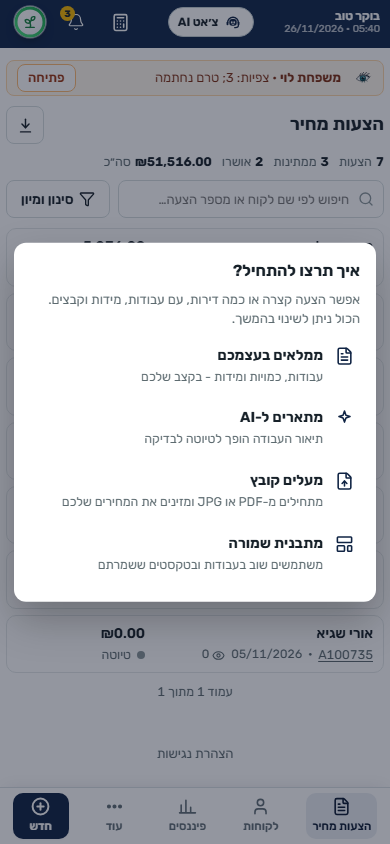 בוקר טוב
05:40 • 26/11/2026
צ׳אט AI
3
משפחת לוי • צפיות: 3; טרם נחתמה
פתיחה
הצעות מחיר
7 הצעות 3 ממתינות 2 אושרו ₪51,516.00 סה״כ
חיפוש לפי שם לקוח או מספר הצעה...
סינון ומיון
איך תרצו להתחיל?
אפשר הצעה קצרה או כמה דירות, עם עבודות, מידות וקבצים.
הכול ניתן לשינוי בהמשך.
ממלאים בעצמכם
עבודות, כמויות ומידות - בקצב שלכם
מתארים ל-AI
תיאור העבודה הופך לטיוטה לבדיקה
מעלים קובץ
מתחילים מ-PDF או JPG ומזינים את המחירים שלכם
מתבנית שמורה
משתמשים שוב בעבודות ובטקסטים ששמרתם
אורי שגיא
₪0.00
A100735 • 05/11/2026 0
טיוטה
עמוד 1 מתוך 1
הצהרת נגישות
הצעות מחיר
לקוחות
פיננסים
עוד
חדש